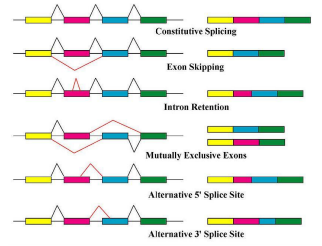 Constitutive Splicing
Exon Skipping
Intron Retention
Mutually Exclusive Exons
Alternative 5' Splice Site
Alternative 3' Splice Site